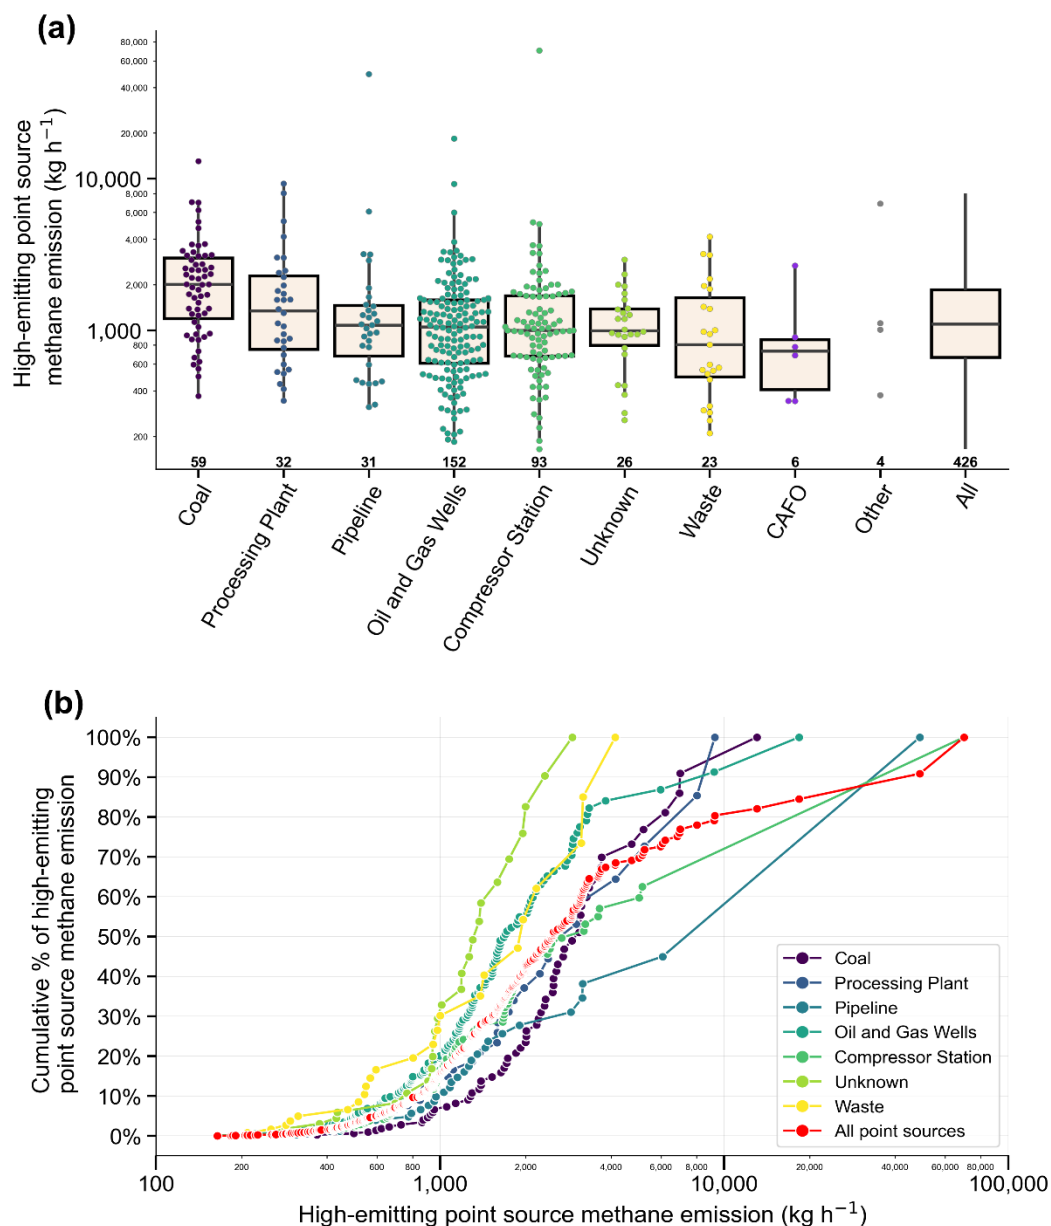 (a)
High-emitting point source
methane emission (kg h⁻¹)
80,000
60,000
40,000
20,000
10,000
8,000
6,000
4,000
2,000
1,000
800
600
400
200
59 32 31 152 93 26 23 6 4 426
Coal
Processing Plant
Pipeline
Oil and Gas Wells
Compressor Station
Unknown
Waste
CAFO
Other
All
(b)
Cumulative % of high-emitting
point source methane emission
100%
90%
80%
70%
60%
50%
40%
30%
20%
10%
0%
Coal
Processing Plant
Pipeline
Oil and Gas Wells
Compressor Station
Unknown
Waste
All point sources
100 200 400 600 800 1,000 2,000 4,000 6,000 8,000 10,000 20,000 40,000 60,000 80,000 100,000
High-emitting point source methane emission (kg h⁻¹)